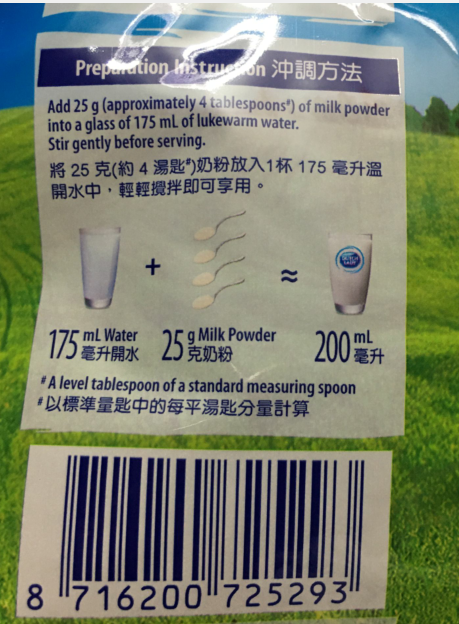 Preparation Instruction 沖調方法
Add 25 g (approximately 4 tablespoons#) of milk powder
into a glass of 175 mL of lukewarm water.
Stir gently before serving.
將 25 克(約 4 湯匙#)奶粉放入1杯 175 毫升溫
開水中，輕輕攪拌即可享用。
+ ≈
175 mL Water 毫升開水 25 g Milk Powder 克奶粉 200 mL 毫升
# A level tablespoon of a standard measuring spoon
# 以標準量匙中的每平湯匙分量計算
8 716200 725293